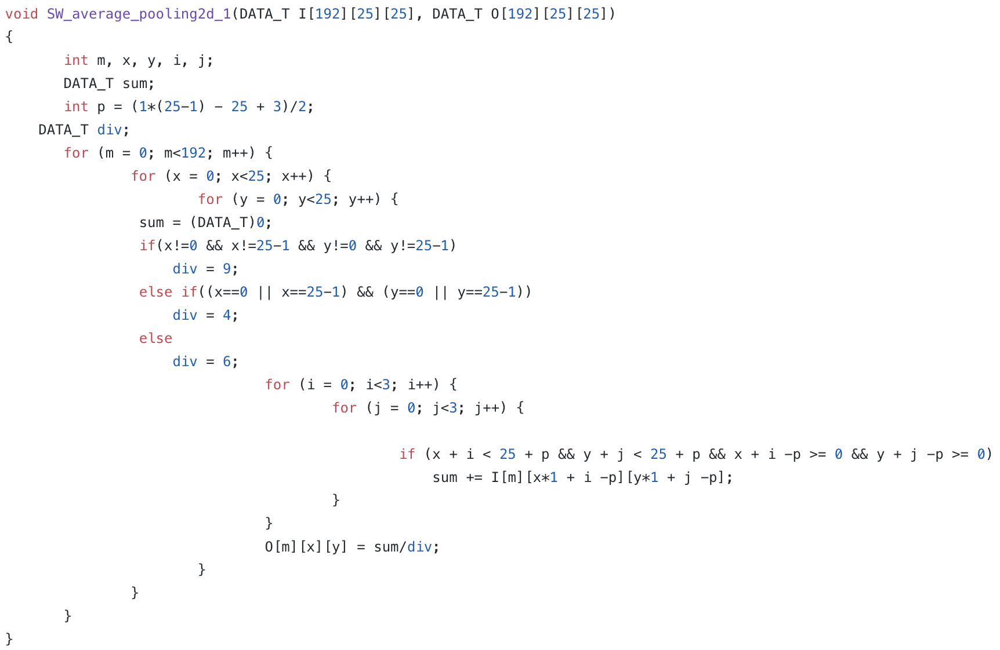 void SW_average_pooling2d_1(DATA_T I[192][25][25], DATA_T O[192][25][25])
{
       int m, x, y, i, j;
       DATA_T sum;
       int p = (1*(25-1) - 25 + 3)/2;
    DATA_T div;
       for (m = 0; m<192; m++) {
               for (x = 0; x<25; x++) {
                       for (y = 0; y<25; y++) {
                sum = (DATA_T)0;
                if(x!=0 && x!=25-1 && y!=0 && y!=25-1)
                    div = 9;
                else if((x==0 || x==25-1) && (y==0 || y==25-1))
                    div = 4;
                else
                    div = 6;
                               for (i = 0; i<3; i++) {
                                       for (j = 0; j<3; j++) {
                                               if (x + i < 25 + p && y + j < 25 + p && x + i -p >= 0 && y + j -p >= 0)
                                                   sum += I[m][x*1 + i -p][y*1 + j -p];
                                       }
                               }
                               O[m][x][y] = sum/div;
                       }
               }
       }
}